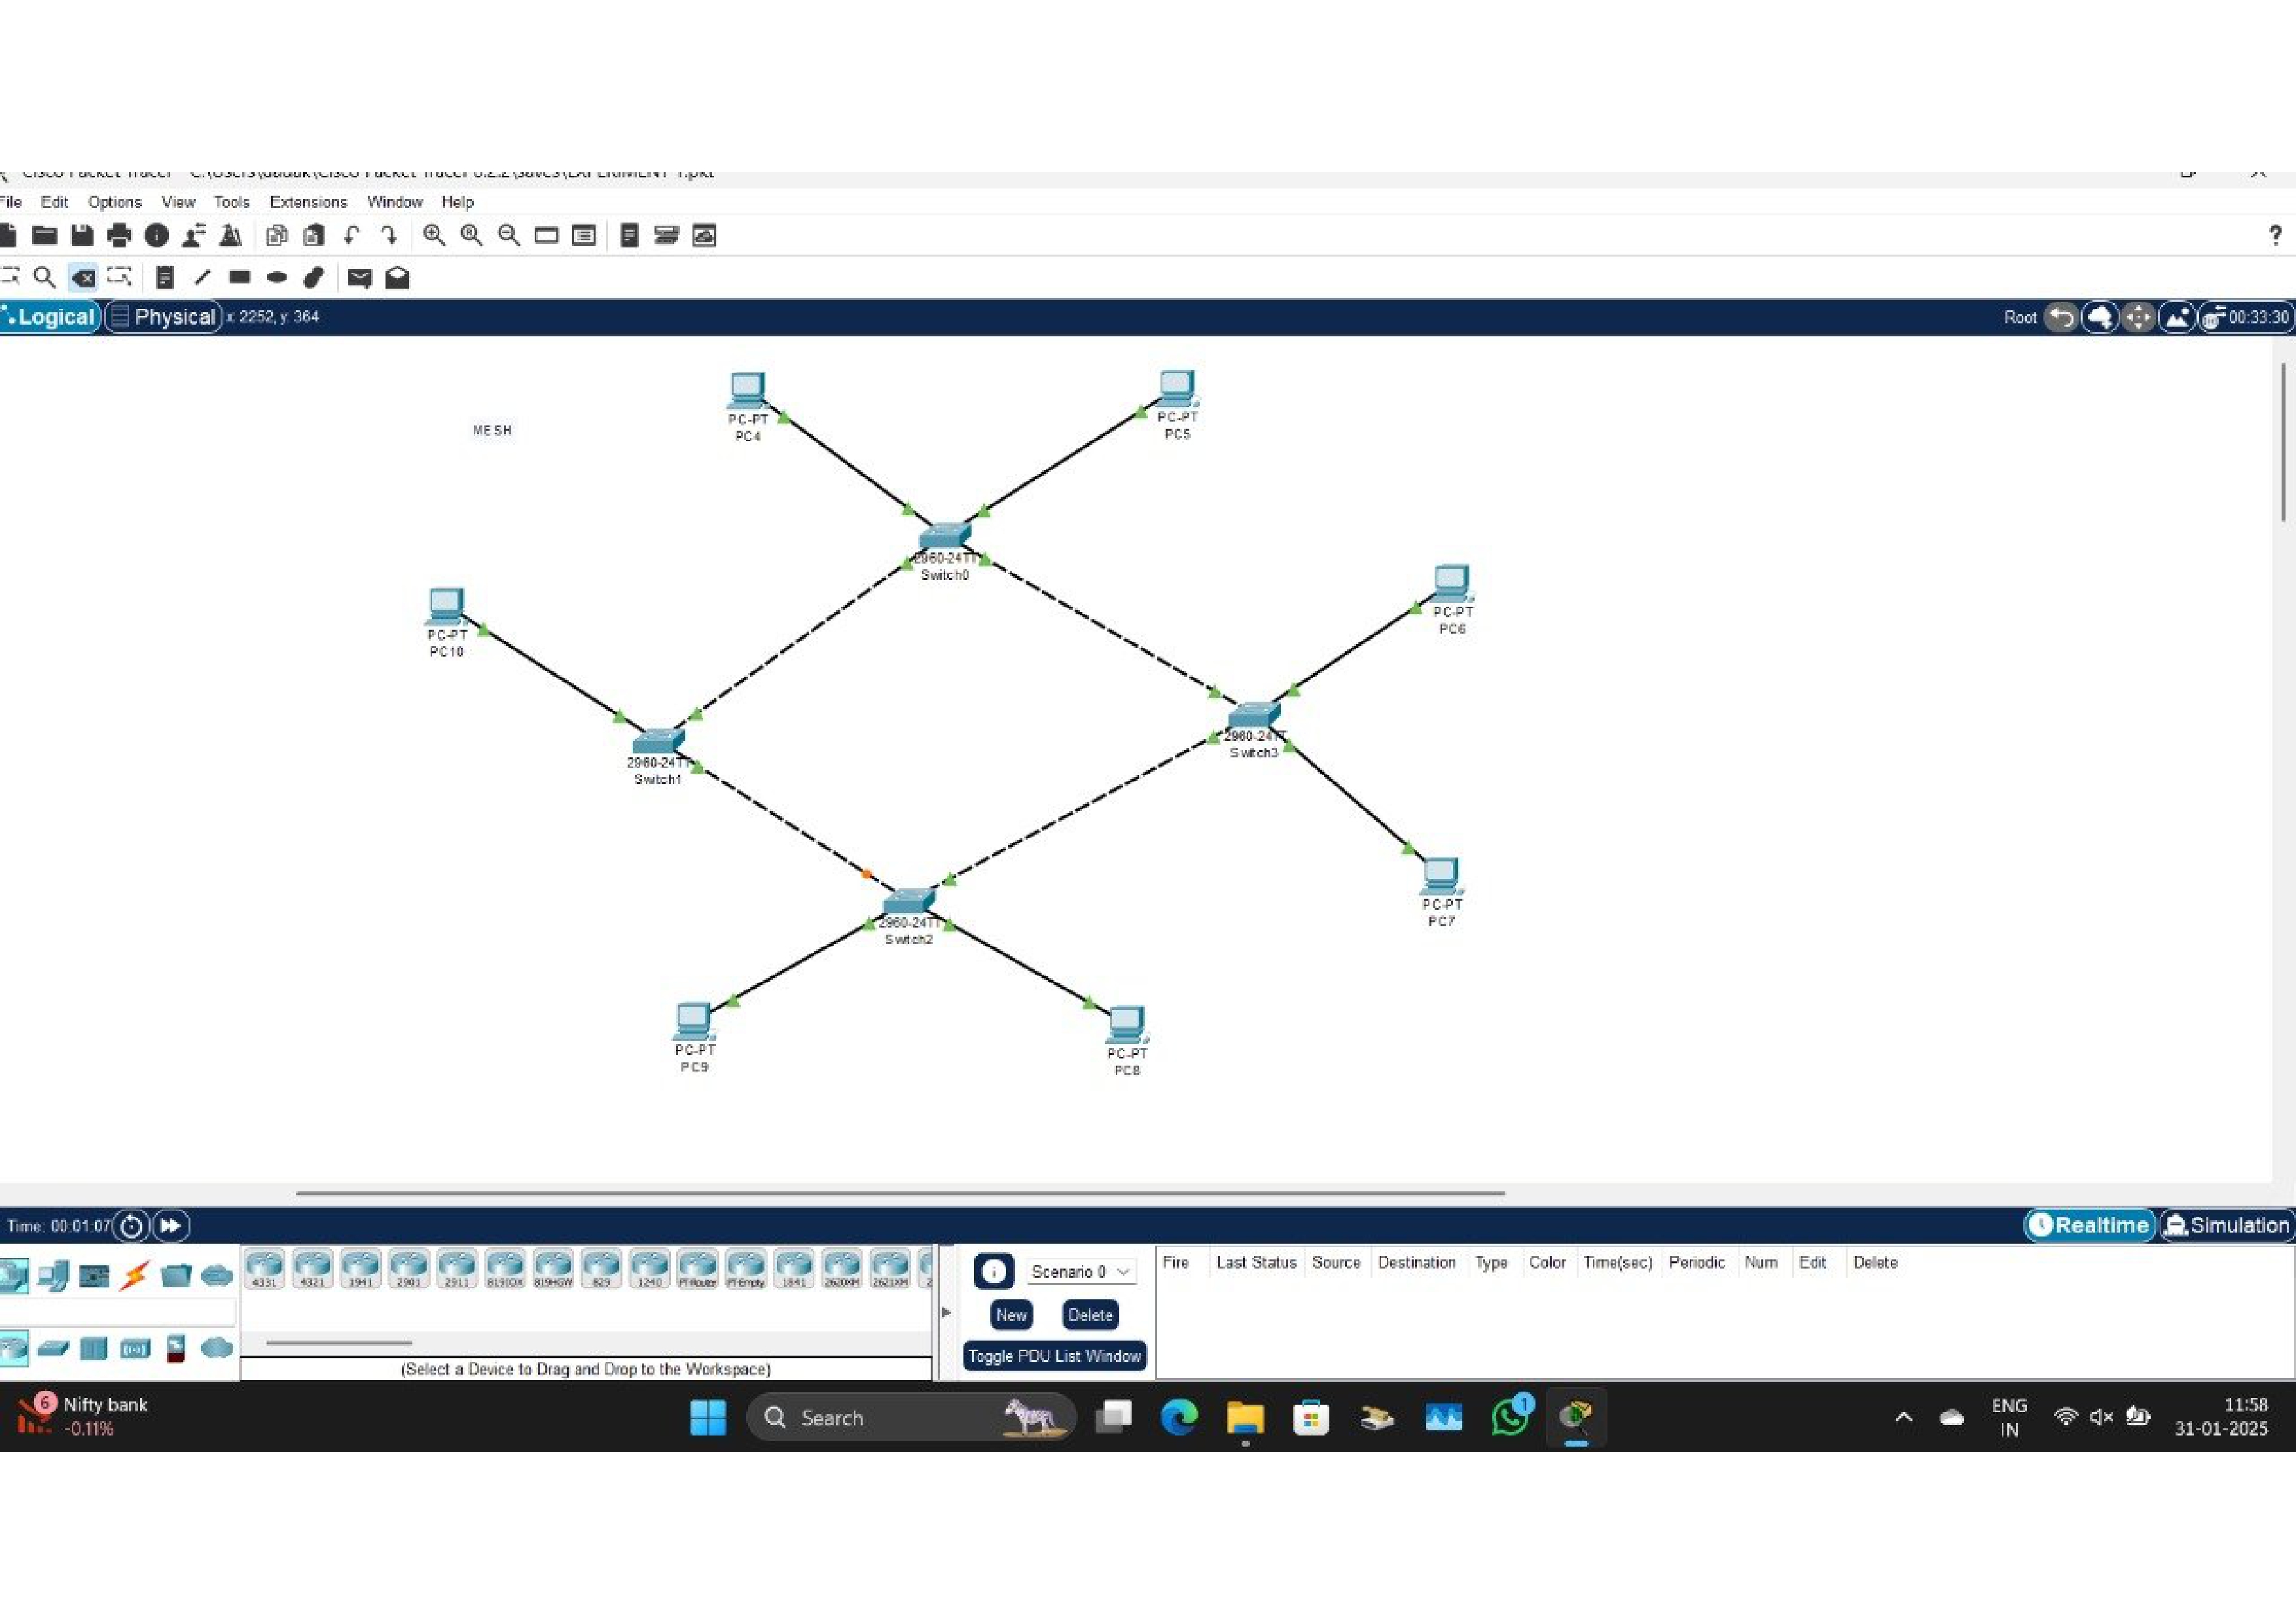 File Edit Options View Tools Extensions Window Help
?
Logical Physical x: 2252, y: 364 Root 00:33:30
MESH
PC-PT
PC4
PC-PT
PC5
2960-24TT
Switch0
PC-PT
PC10
PC-PT
PC6
2960-24TT
Switch1
2960-24TT
Switch3
PC-PT
PC7
2960-24TT
Switch2
PC-PT
PC9
PC-PT
PC8
Time: 00:01:07 Realtime Simulation
4331 4321 1941 2901 2911 819IOX 819HGW 829 1240 PT-Router PT-Empty 1841 2620XM 2621XM
(Select a Device to Drag and Drop to the Workspace)
Scenario 0
New Delete
Toggle PDU List Window
Fire Last Status Source Destination Type Color Time(sec) Periodic Num Edit Delete
6 Nifty bank
-0.11%
Search
1
ENG
IN
11:58
31-01-2025